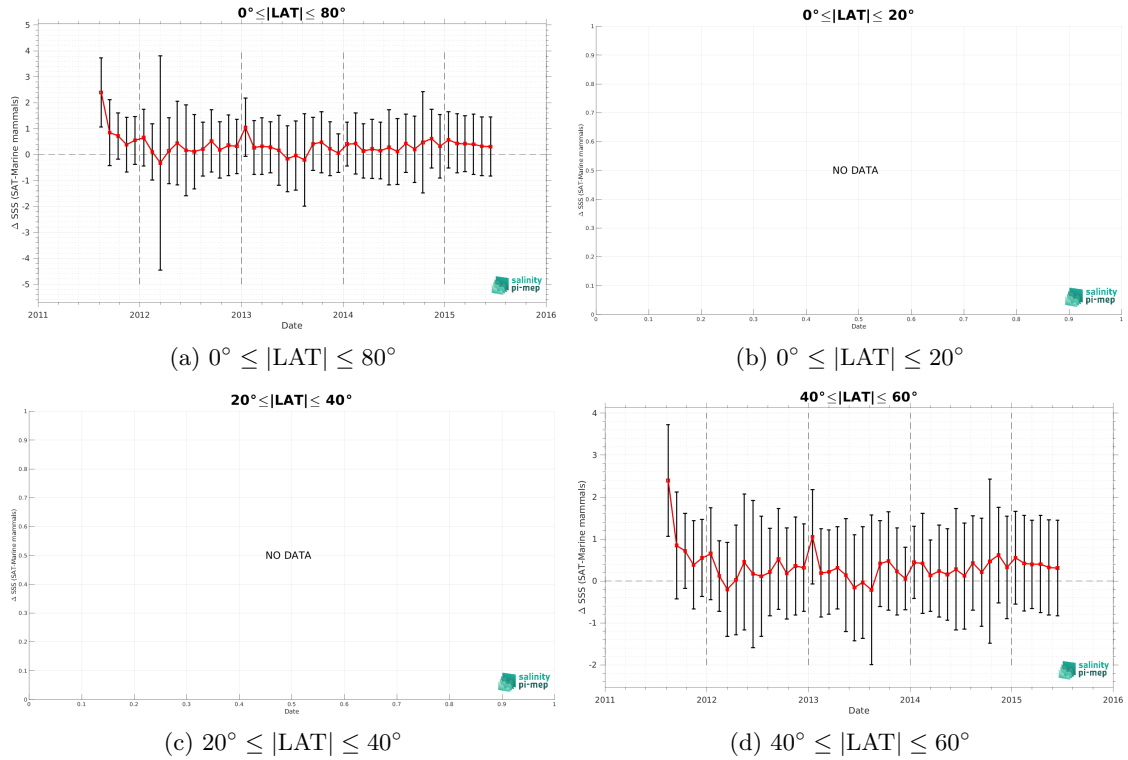 0°≤|LAT|≤ 80°
5
4
3
2
1
0
-1
-2
-3
-4
-5
Δ SSS (SAT-Marine mammals)
2011 2012 2013 2014 2015 2016
Date
salinity
pi-mep
(a) 0° ≤ |LAT| ≤ 80°
0°≤|LAT|≤ 20°
1
0.9
0.8
0.7
0.6
0.5
0.4
0.3
0.2
0.1
0
Δ SSS (SAT-Marine mammals)
NO DATA
0 0.1 0.2 0.3 0.4 0.5 0.6 0.7 0.8 0.9 1
Date
salinity
pi-mep
(b) 0° ≤ |LAT| ≤ 20°
20°≤|LAT|≤ 40°
1
0.9
0.8
0.7
0.6
0.5
0.4
0.3
0.2
0.1
0
Δ SSS (SAT-Marine mammals)
NO DATA
0 0.1 0.2 0.3 0.4 0.5 0.6 0.7 0.8 0.9 1
Date
salinity
pi-mep
(c) 20° ≤ |LAT| ≤ 40°
40°≤|LAT|≤ 60°
4
3
2
1
0
-1
-2
Δ SSS (SAT-Marine mammals)
2011 2012 2013 2014 2015 2016
Date
salinity
pi-mep
(d) 40° ≤ |LAT| ≤ 60°